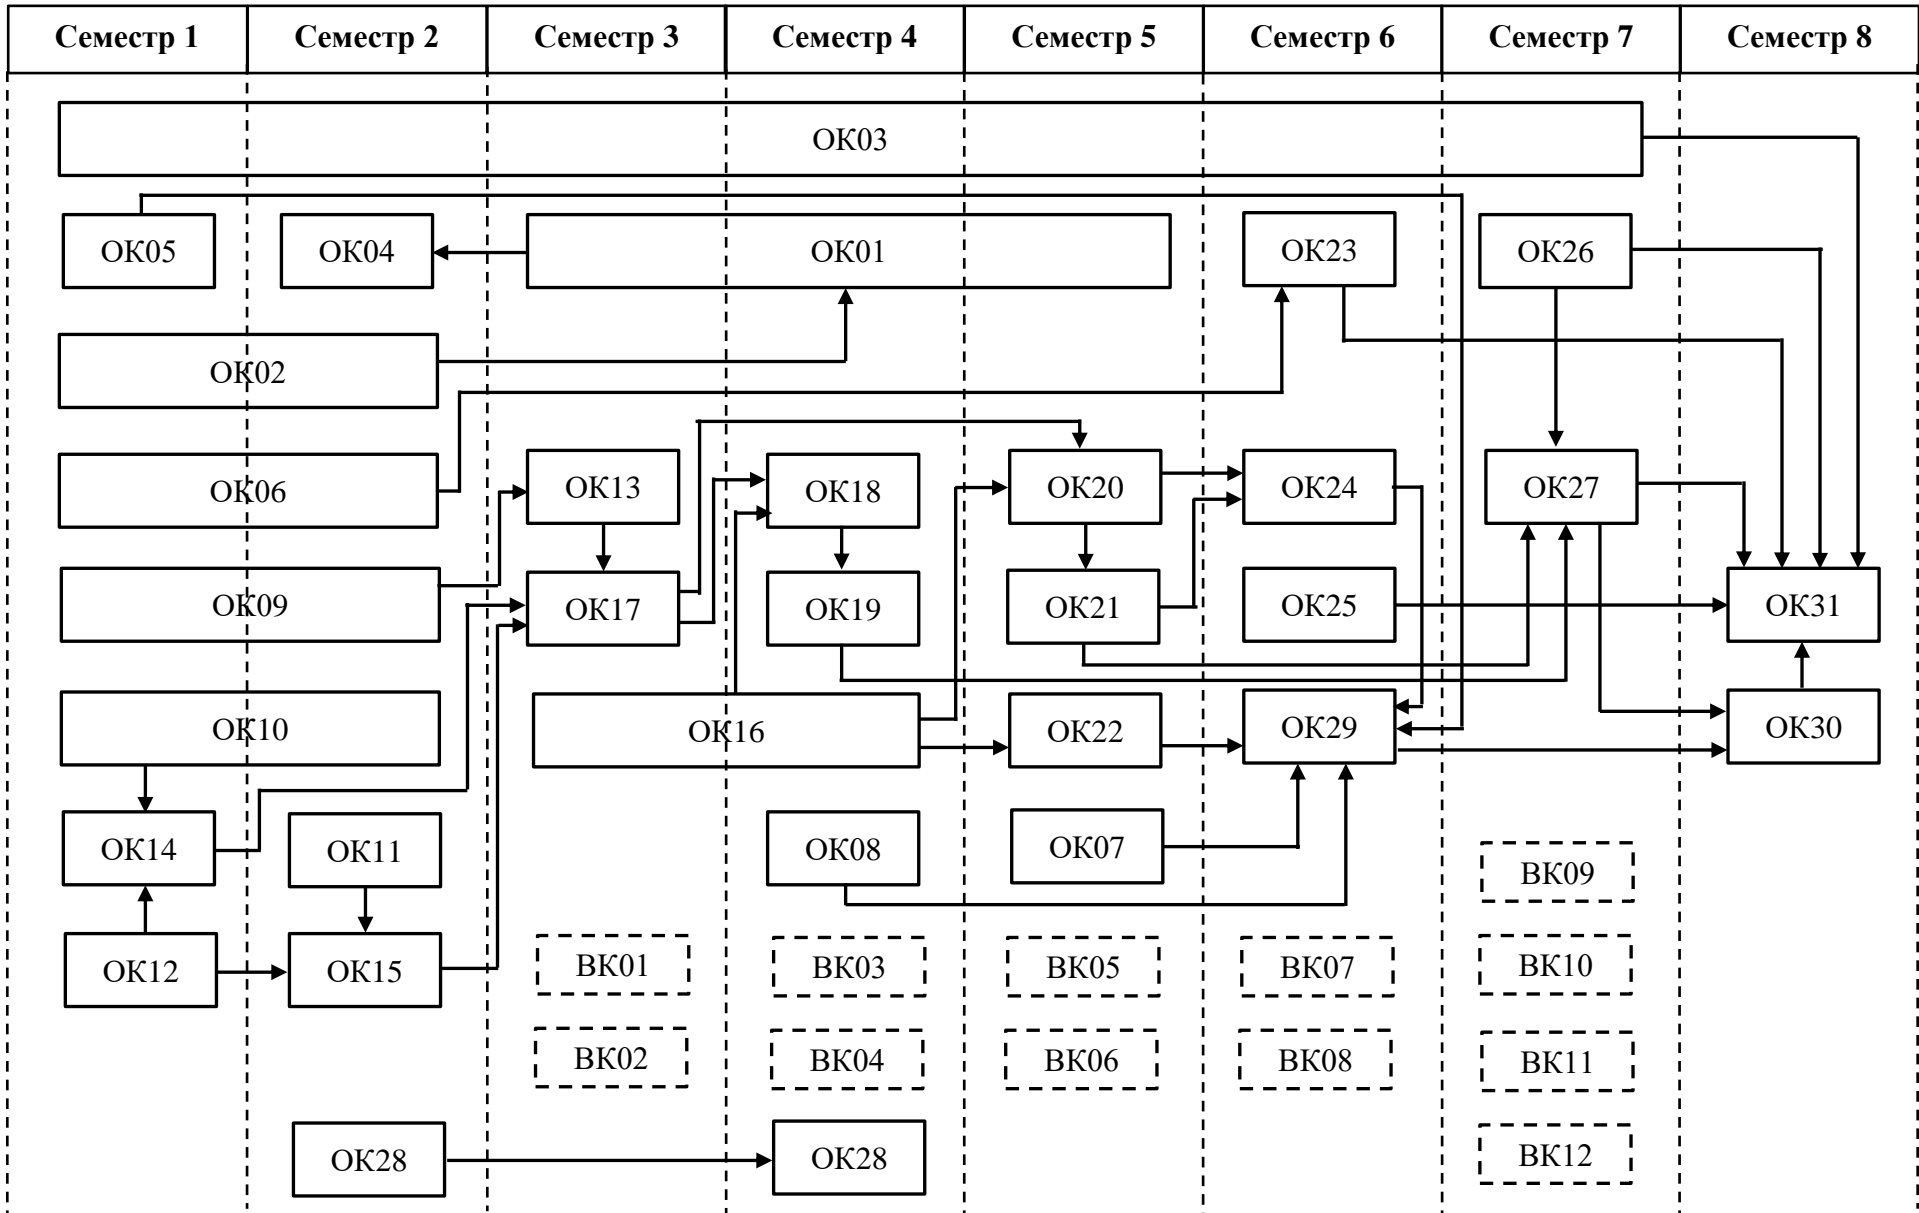 Семестр 1 Семестр 2 Семестр 3 Семестр 4 Семестр 5 Семестр 6 Семестр 7 Семестр 8
ОК03
ОК05 ОК04 ОК01 ОК23 ОК26
ОК02
ОК06 ОК13 ОК18 ОК20 ОК24 ОК27
ОК09 ОК17 ОК19 ОК21 ОК25 ОК31
ОК10 ОК16 ОК22 ОК29 ОК30
ОК14 ОК11 ОК08 ОК07
ВК09
ОК12 ОК15 ВК01 ВК03 ВК05 ВК07 ВК10
ВК02 ВК04 ВК06 ВК08 ВК11
ОК28 ОК28 ВК12